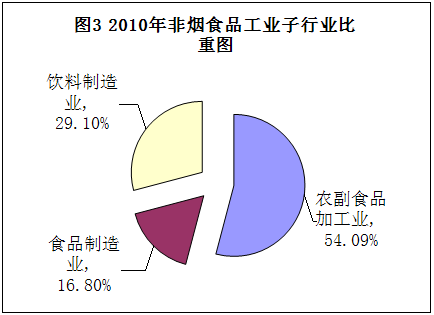 图3 2010年非烟食品工业子行业比
重图
饮料制造
业,
29.10%
农副食品
加工业,
54.09%
食品制造
业,
16.80%